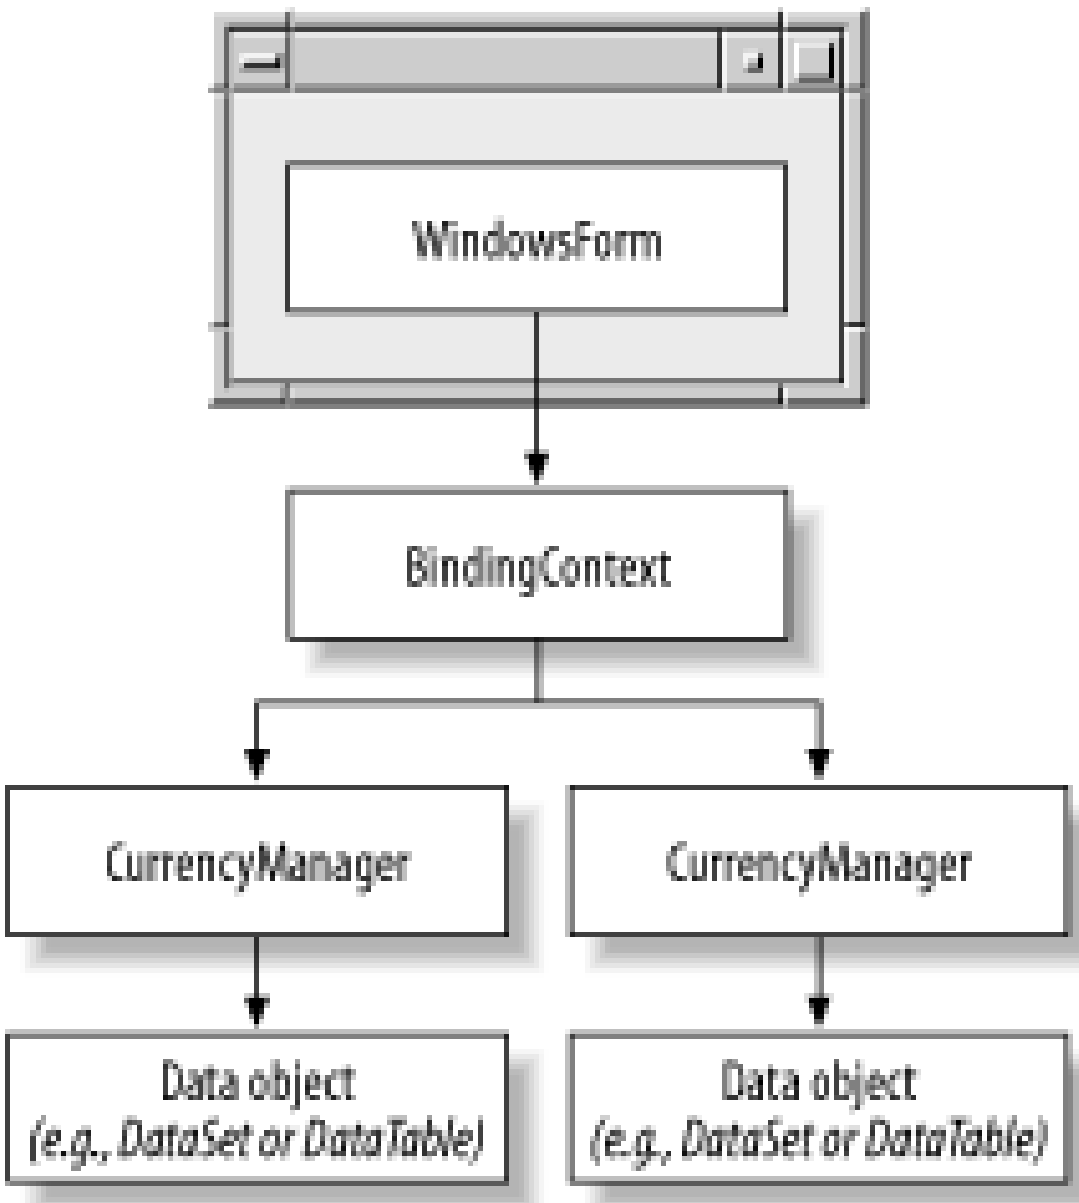 WindowsForm
BindingContext
CurrencyManager
CurrencyManager
Data object
(e.g., DataSet or DataTable)
Data object
(e.g., DataSet or DataTable)